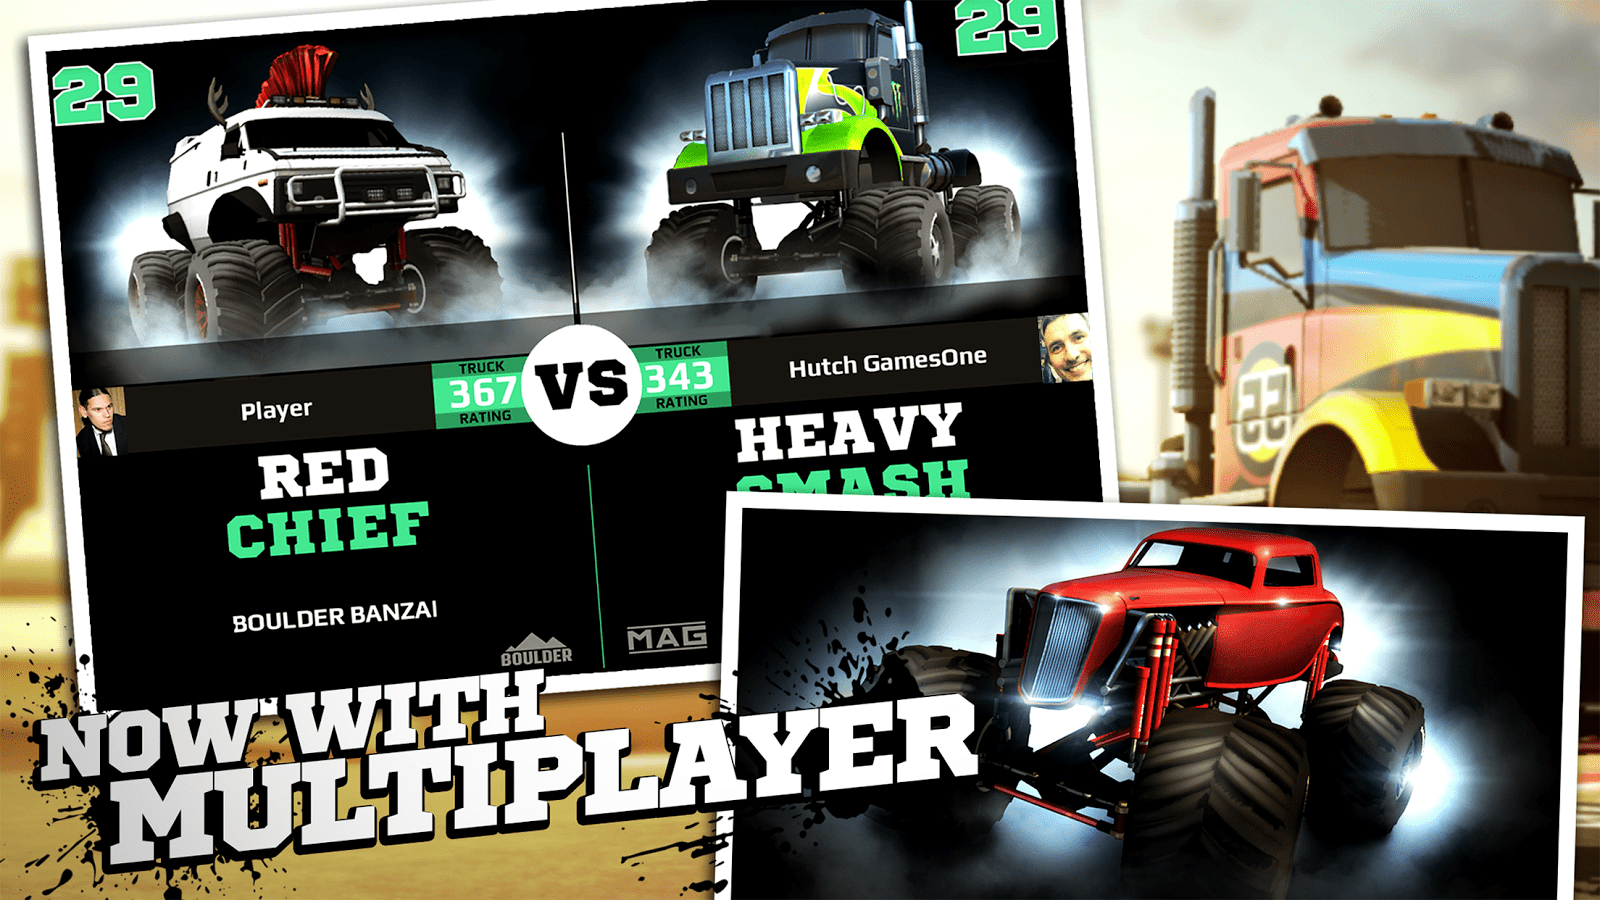 29
29
TRUCK
367
RATING
VS
TRUCK
343
RATING
Player
Hutch GamesOne
RED
CHIEF
HEAVY
SMASH
BOULDER BANZAI
BOULDER
MAG
NOW WITH
MULTIPLAYER